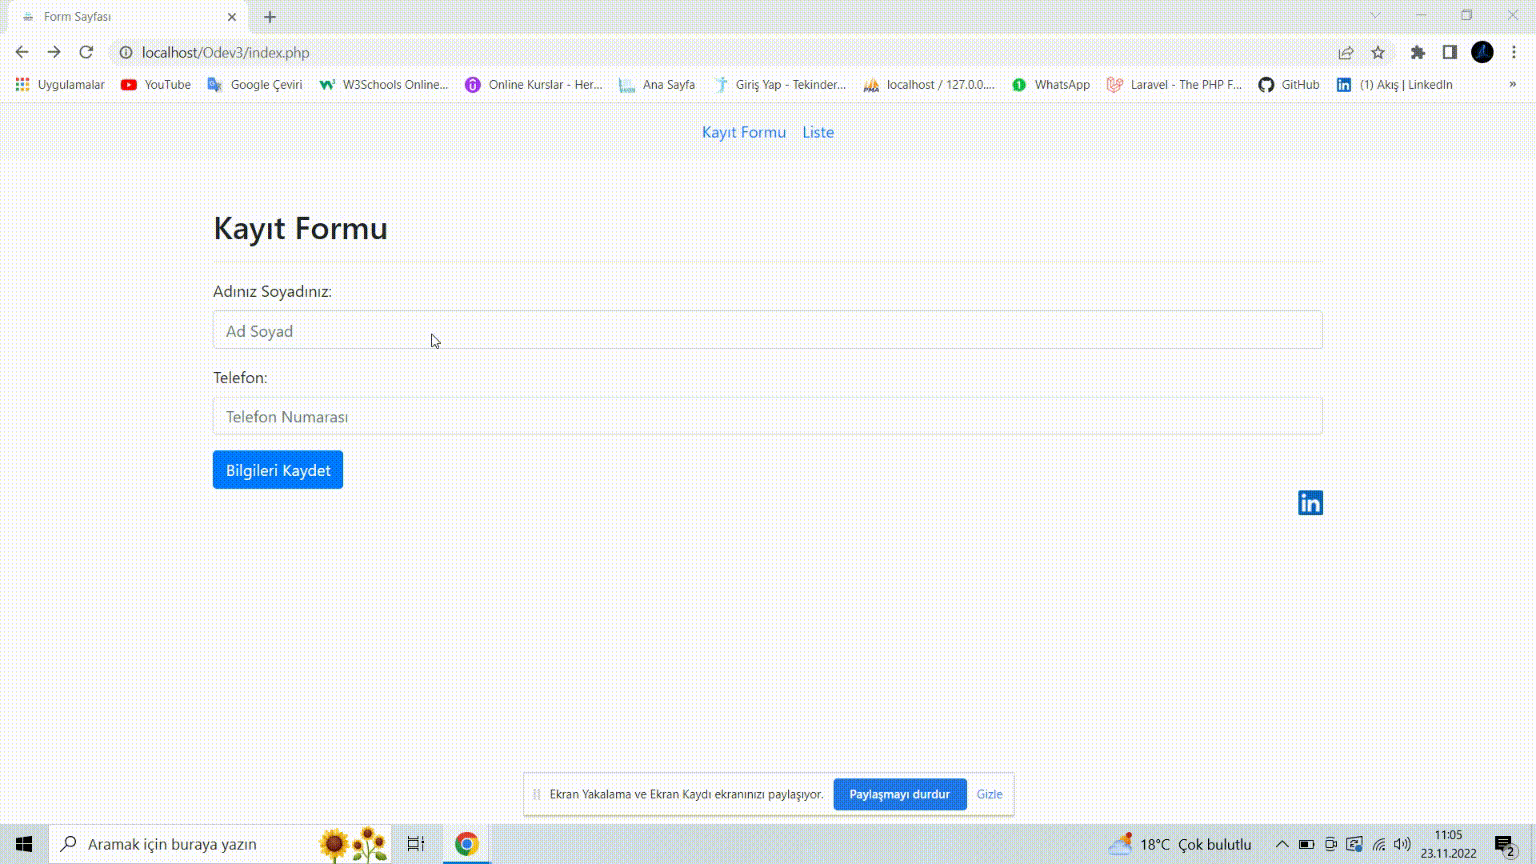 Form Sayfası
localhost/Odev3/index.php
Uygulamalar YouTube Google Çeviri W3Schools Online... Online Kurslar - Her... Ana Sayfa Giriş Yap - Tekinder... localhost / 127.0.0.... WhatsApp Laravel - The PHP F... GitHub (1) Akış | LinkedIn »
Kayıt Formu Liste
Kayıt Formu
Adınız Soyadınız:
Ad Soyad
Telefon:
Telefon Numarası
Bilgileri Kaydet
in
Ekran Yakalama ve Ekran Kaydı ekranınızı paylaşıyor. Paylaşmayı durdur Gizle
Aramak için buraya yazın 18°C Çok bulutlu 11:05
23.11.2022 2